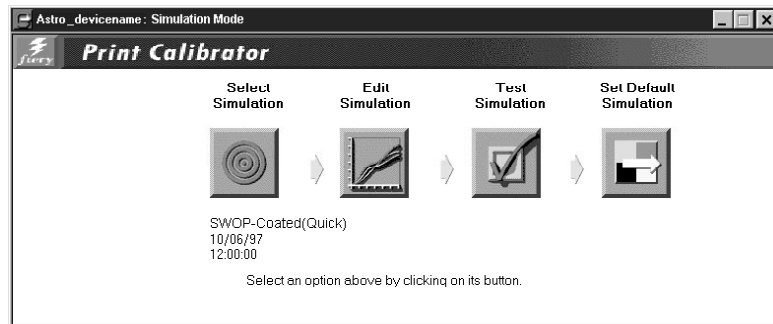 Astro_devicename: Simulation Mode
fiery
Print Calibrator
Select Simulation
Edit Simulation
Test Simulation
Set Default Simulation
SWOP-Coated(Quick)
10/06/97
12:00:00
Select an option above by clicking on its button.